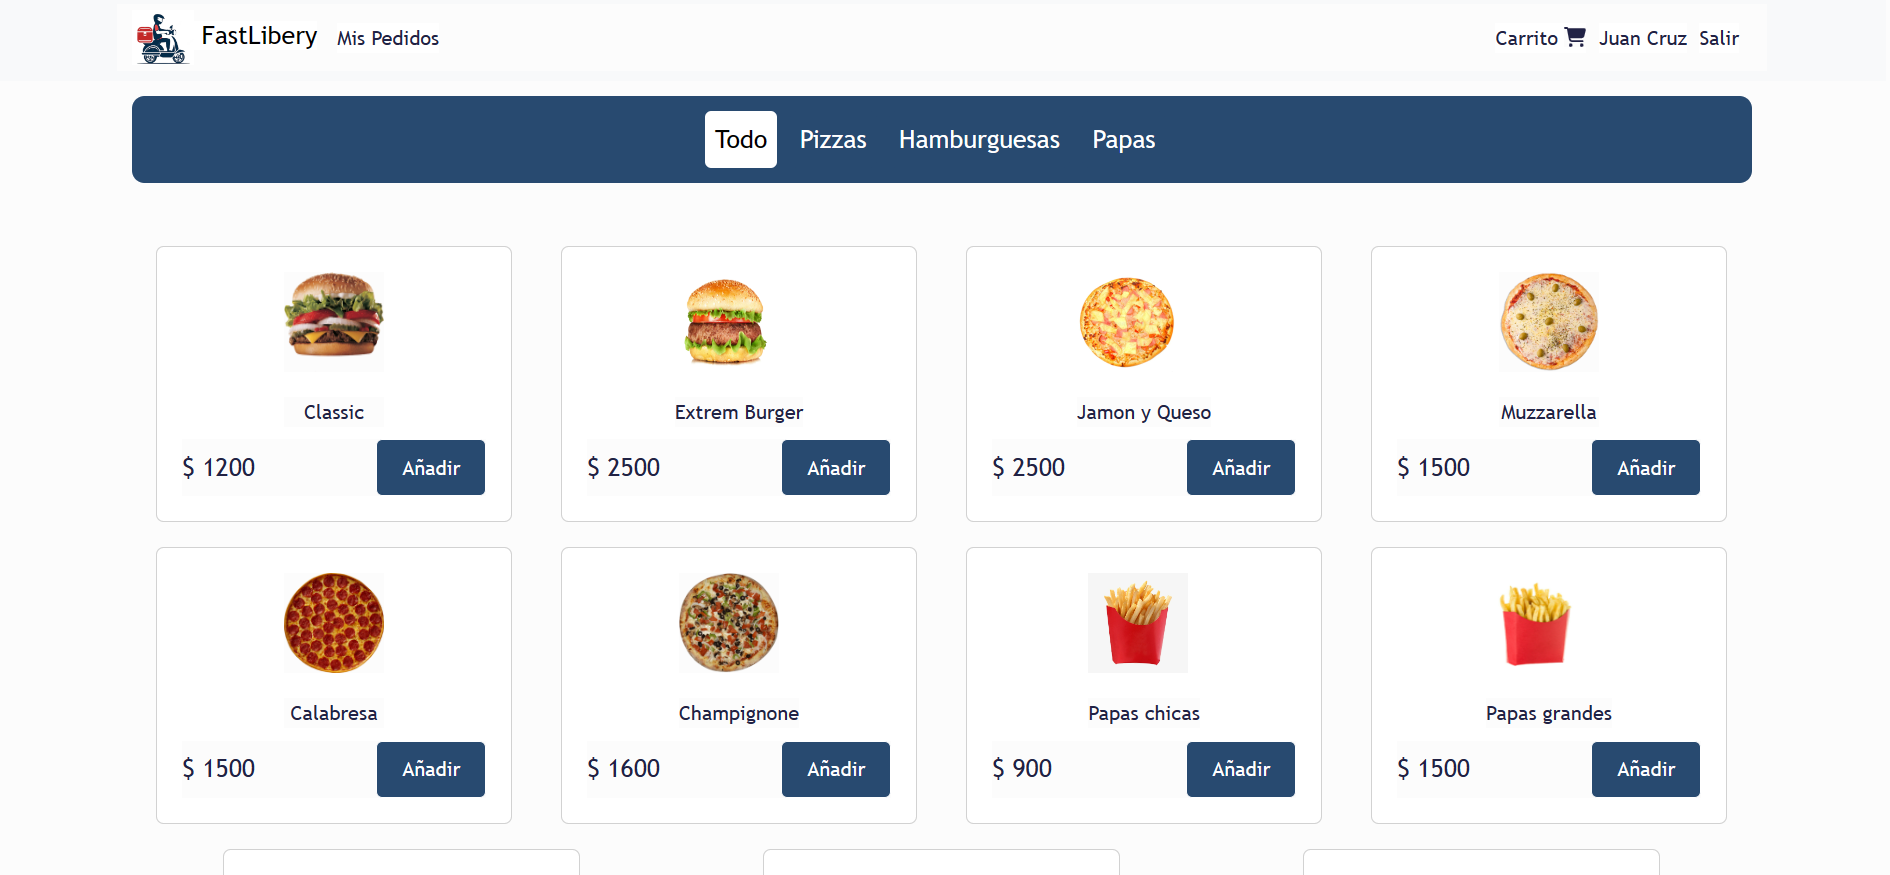 FastLibery Mis Pedidos Carrito Juan Cruz Salir
Todo Pizzas Hamburguesas Papas
Classic Extrem Burger Jamon y Queso Muzzarella
$ 1200 Añadir $ 2500 Añadir $ 2500 Añadir $ 1500 Añadir
Calabresa Champignone Papas chicas Papas grandes
$ 1500 Añadir $ 1600 Añadir $ 900 Añadir $ 1500 Añadir